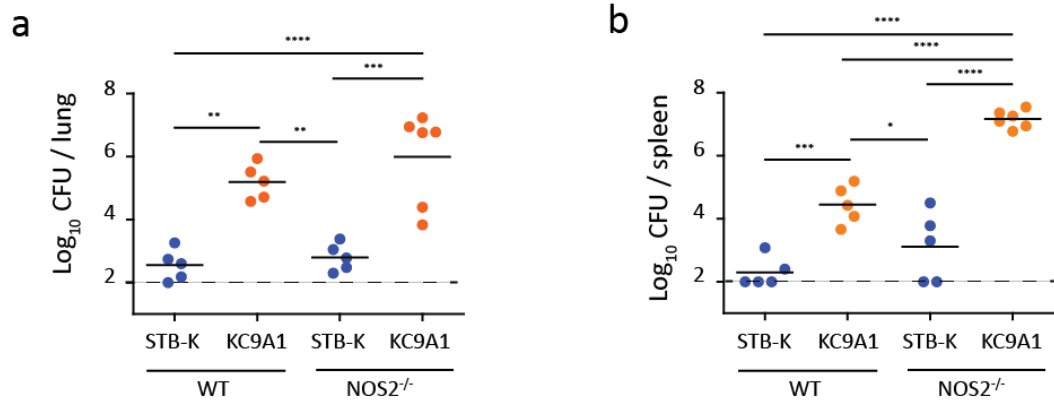 a
****
***
**
**
Log₁₀ CFU / lung
8
6
4
2
STB-K KC9A1 STB-K KC9A1
WT NOS2⁻/⁻
b
****
****
****
*
***
Log₁₀ CFU / spleen
8
6
4
2
STB-K KC9A1 STB-K KC9A1
WT NOS2⁻/⁻